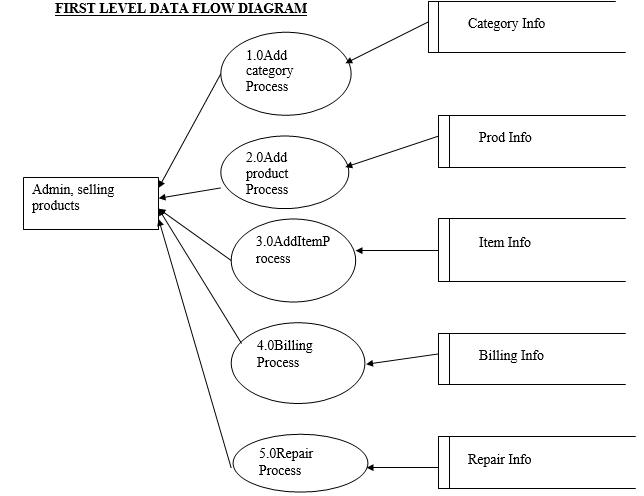 FIRST LEVEL DATA FLOW DIAGRAM
Category Info
1.0Add
category
Process
Prod Info
2.0Add
product
Process
Admin, selling
products
3.0AddItemP
rocess
Item Info
4.0Billing
Process
Billing Info
5.0Repair
Process
Repair Info